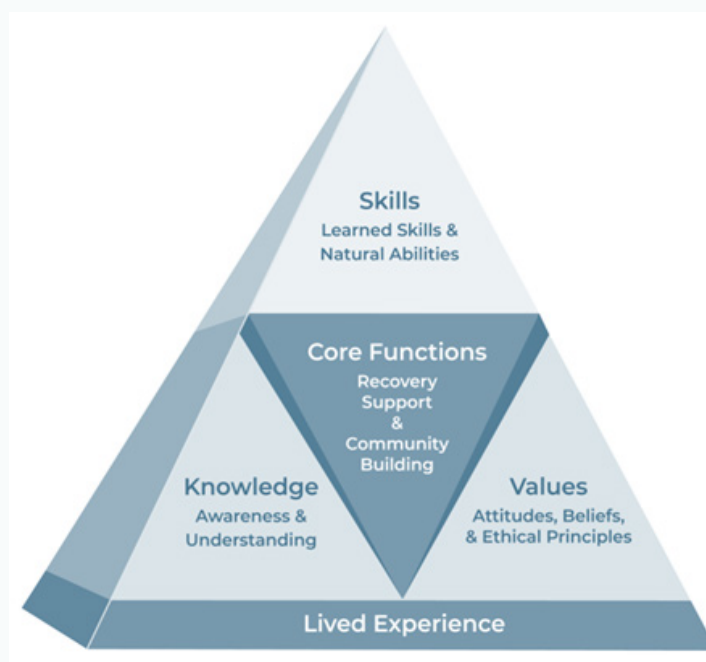 Skills
Learned Skills &
Natural Abilities
Core Functions
Recovery
Support
&
Community
Building
Knowledge
Awareness &
Understanding
Values
Attitudes, Beliefs,
& Ethical Principles
Lived Experience